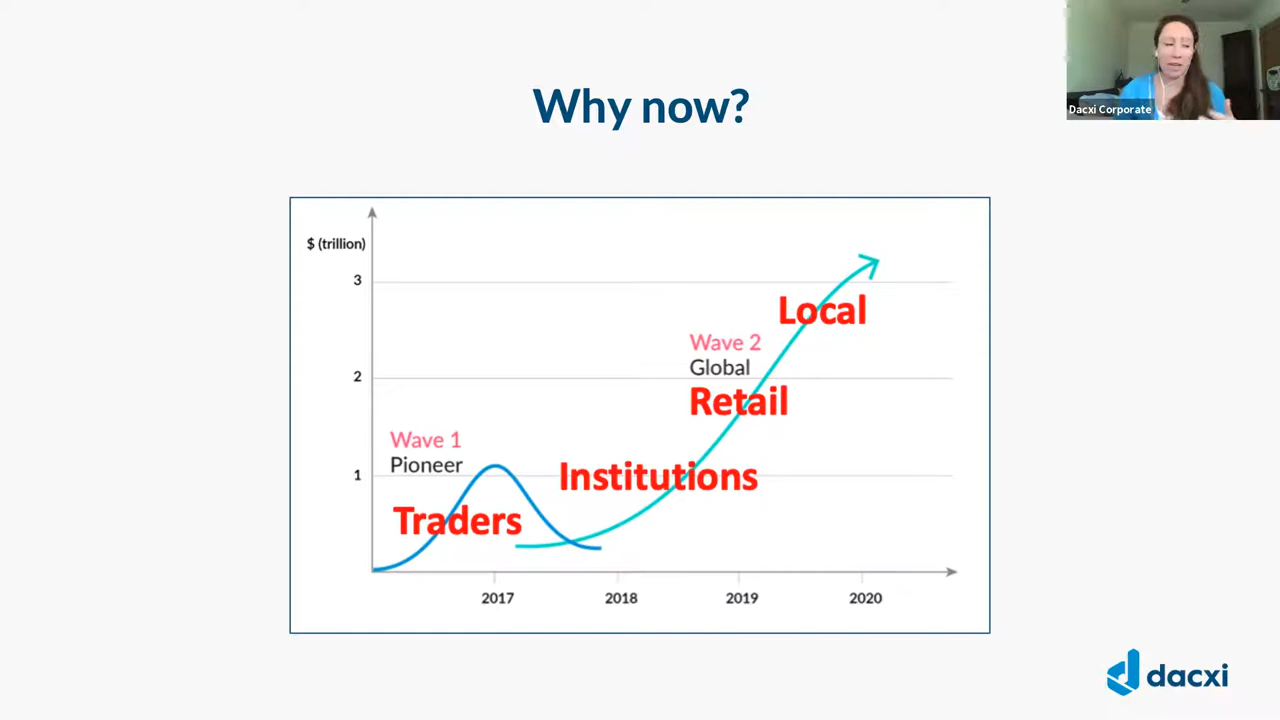 Why now?
Dacxi Corporate
$ (trillion)
3
Local
Wave 2
Global
2
Retail
Wave 1
Pioneer
1
Institutions
Traders
2017
2018
2019
2020
dacxi